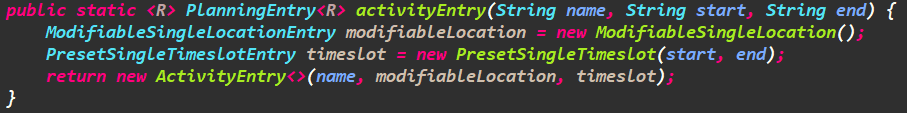 public static <R> PlanningEntry<R> activityEntry(String name, String start, String end) {
    ModifiableSingleLocationEntry modifiableLocation = new ModifiableSingleLocation();
    PresetSingleTimeslotEntry timeslot = new PresetSingleTimeslot(start, end);
    return new ActivityEntry<>(name, modifiableLocation, timeslot);
}